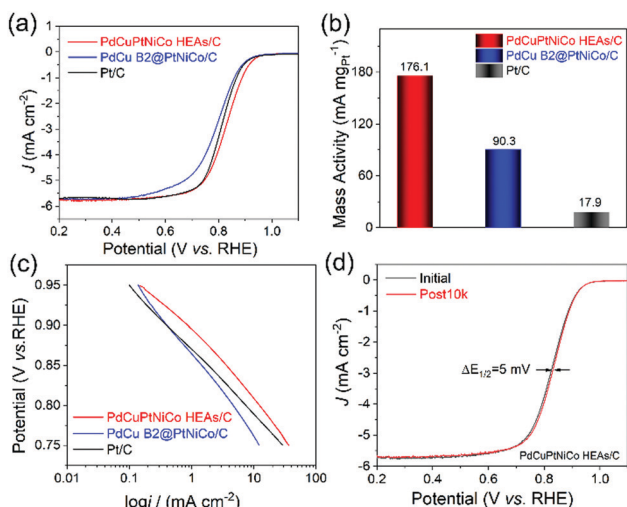 (a)
PdCuPtNiCo HEAs/C
PdCu B2@PtNiCo/C
Pt/C
J (mA cm⁻²)
0
-1
-2
-3
-4
-5
-6
0.2 0.4 0.6 0.8 1.0
Potential (V vs. RHE)
(b)
PdCuPtNiCo HEAs/C
PdCu B2@PtNiCo/C
Pt/C
Mass Activity (mA mgPt⁻¹)
270
180
90
0
176.1
90.3
17.9
(c)
Potential (V vs.RHE)
0.95
0.90
0.85
0.80
0.75
PdCuPtNiCo HEAs/C
PdCu B2@PtNiCo/C
Pt/C
0.01 0.1 1 10 100
logi / (mA cm⁻²)
(d)
Initial
Post10k
J (mA cm⁻²)
0
-1
-2
-3
-4
-5
-6
ΔE1/2=5 mV
PdCuPtNiCo HEAs/C
0.2 0.4 0.6 0.8 1.0 1.2
Potential (V vs. RHE)